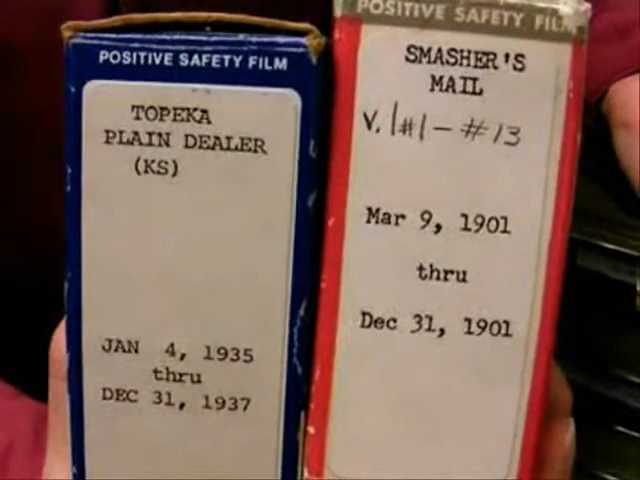 POSITIVE SAFETY FILM
TOPEKA
PLAIN DEALER
(KS)
JAN 4, 1935
thru
DEC 31, 1937
POSITIVE SAFETY FILM
SMASHER'S
MAIL
V. 1#1-#13
Mar 9, 1901
thru
Dec 31, 1901